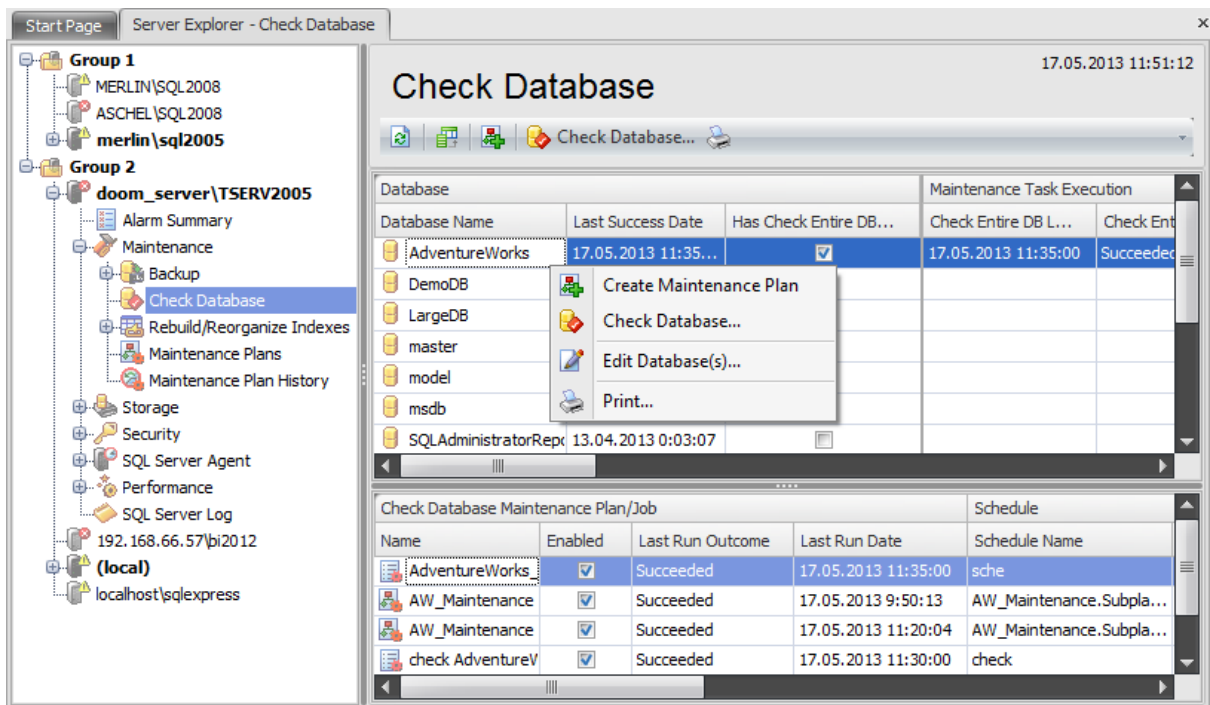 Start Page
Server Explorer - Check Database
Group 1
MERLIN\SQL2008
ASCHEL\SQL2008
merlin\sql2005
Group 2
doom_server\TSERV2005
Alarm Summary
Maintenance
Backup
Check Database
Rebuild/Reorganize Indexes
Maintenance Plans
Maintenance Plan History
Storage
Security
SQL Server Agent
Performance
SQL Server Log
192.168.66.57\bi2012
(local)
localhost\sqlexpress
17.05.2013 11:51:12
Check Database
Check Database...
Database Maintenance Task Execution
Database Name Last Success Date Has Check Entire DB... Check Entire DB L... Check Ent
AdventureWorks 17.05.2013 11:35... 17.05.2013 11:35:00 Succeeded
DemoDB
LargeDB
master
model
msdb
SQLAdministratorRepo 13.04.2013 0:03:07
Create Maintenance Plan
Check Database...
Edit Database(s)...
Print...
Check Database Maintenance Plan/Job Schedule
Name Enabled Last Run Outcome Last Run Date Schedule Name
AdventureWorks_ Succeeded 17.05.2013 11:35:00 sche
AW_Maintenance Succeeded 17.05.2013 9:50:13 AW_Maintenance.Subpla...
AW_Maintenance Succeeded 17.05.2013 11:20:04 AW_Maintenance.Subpla...
check AdventureW Succeeded 17.05.2013 11:30:00 check